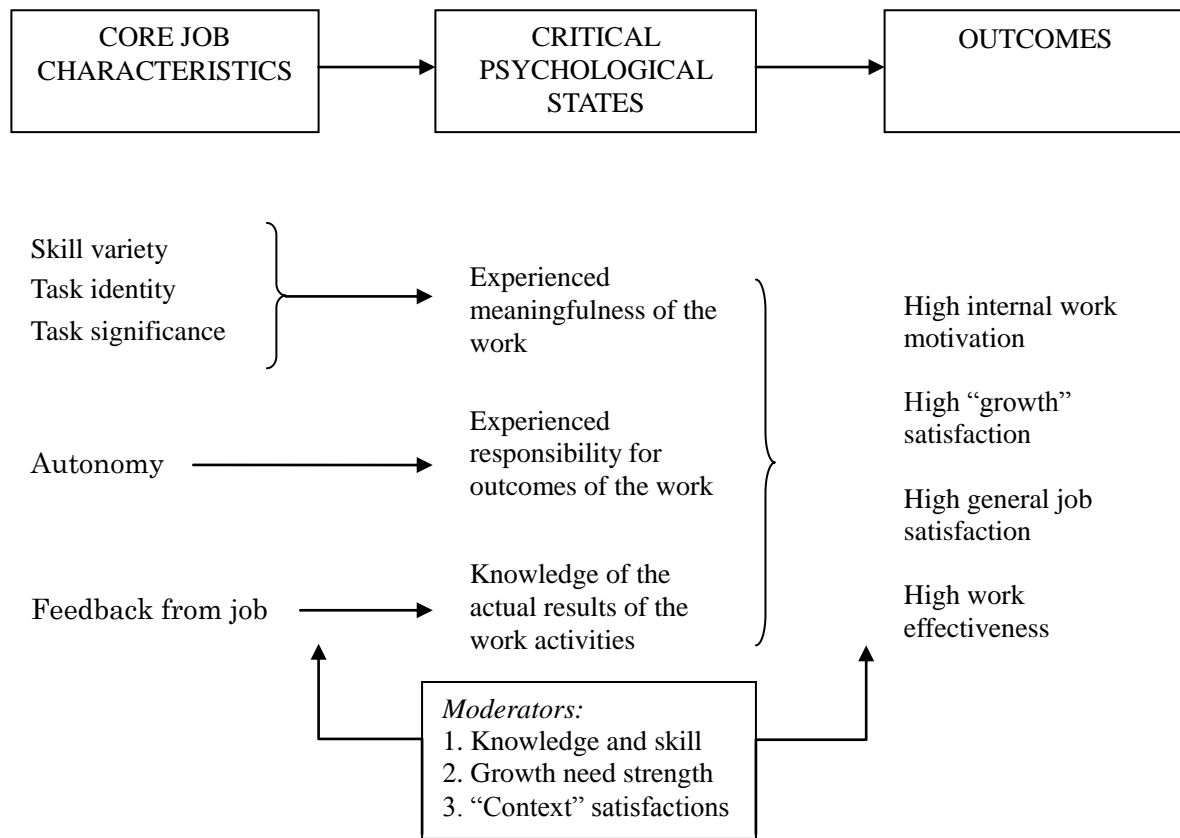 CORE JOB
CHARACTERISTICS
CRITICAL
PSYCHOLOGICAL
STATES
OUTCOMES
Skill variety
Task identity
Task significance
Experienced
meaningfulness of the
work
Autonomy
Experienced
responsibility for
outcomes of the work
Feedback from job
Knowledge of the
actual results of the
work activities
High internal work
motivation
High “growth”
satisfaction
High general job
satisfaction
High work
effectiveness
Moderators:
1. Knowledge and skill
2. Growth need strength
3. “Context” satisfactions